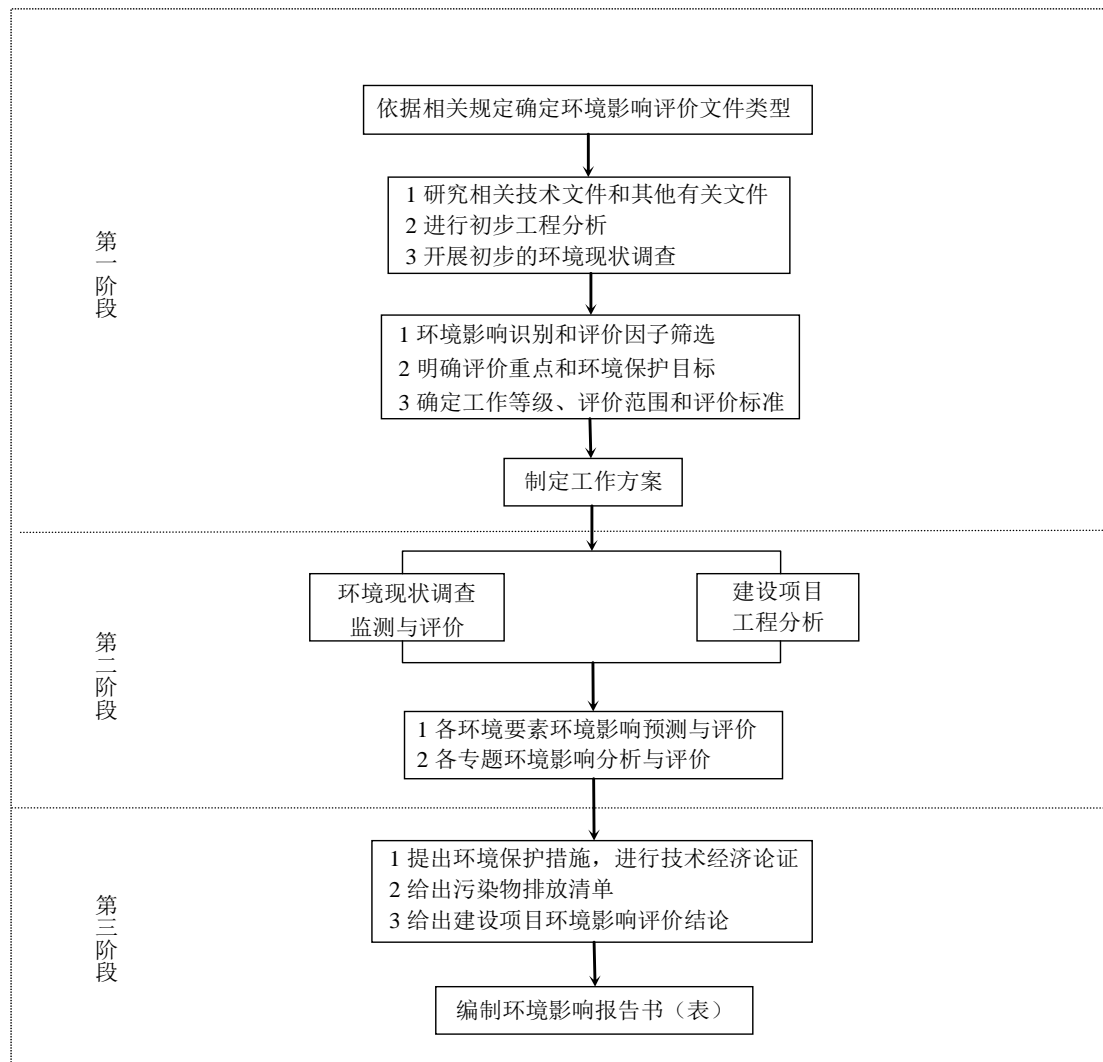 依据相关规定确定环境影响评价文件类型
1 研究相关技术文件和其他有关文件
2 进行初步工程分析
3 开展初步的环境现状调查
第一阶段
1 环境影响识别和评价因子筛选
2 明确评价重点和环境保护目标
3 确定工作等级、评价范围和评价标准
制定工作方案
环境现状调查
监测与评价
建设项目
工程分析
第二阶段
1 各环境要素环境影响预测与评价
2 各专题环境影响分析与评价
1 提出环境保护措施，进行技术经济论证
2 给出污染物排放清单
3 给出建设项目环境影响评价结论
第三阶段
编制环境影响报告书（表）